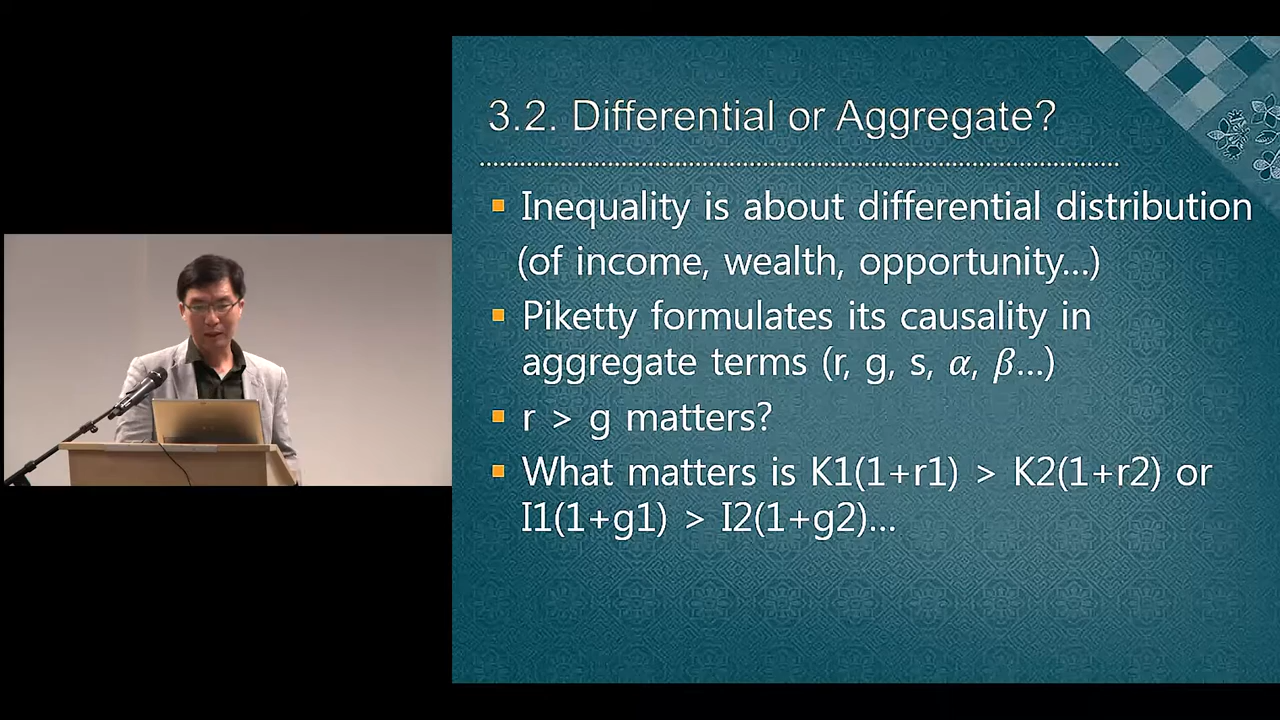 3.2. Differential or Aggregate?
Inequality is about differential distribution
(of income, wealth, opportunity...)
Piketty formulates its causality in
aggregate terms (r, g, s, α, β...)
r > g matters?
What matters is K1(1+r1) > K2(1+r2) or
I1(1+g1) > I2(1+g2)...